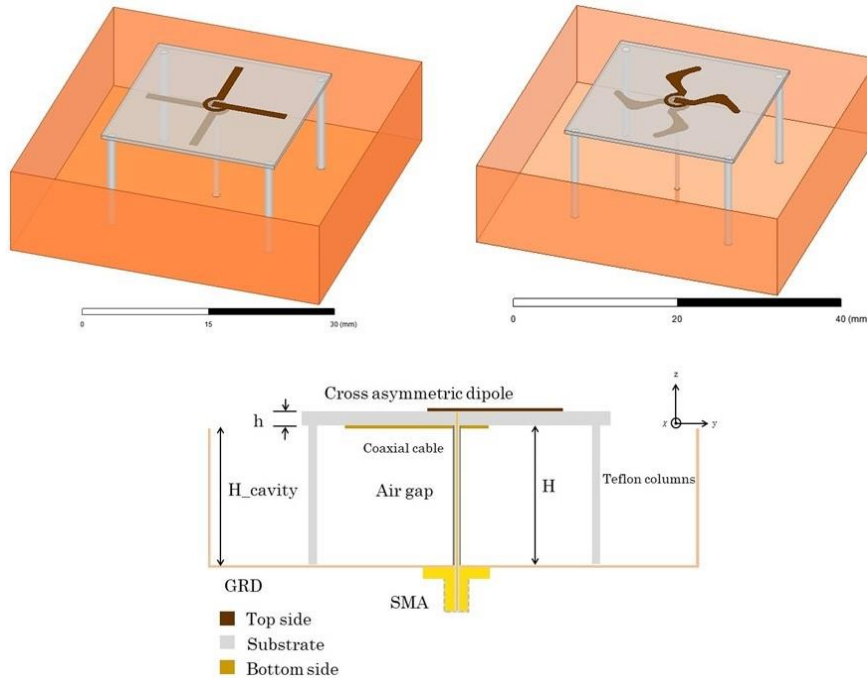 0 15 30 (mm)
0 20 40 (mm)
Cross asymmetric dipole
z
h
x y
Coaxial cable
H_cavity Air gap H Teflon columns
GRD
SMA
Top side
Substrate
Bottom side